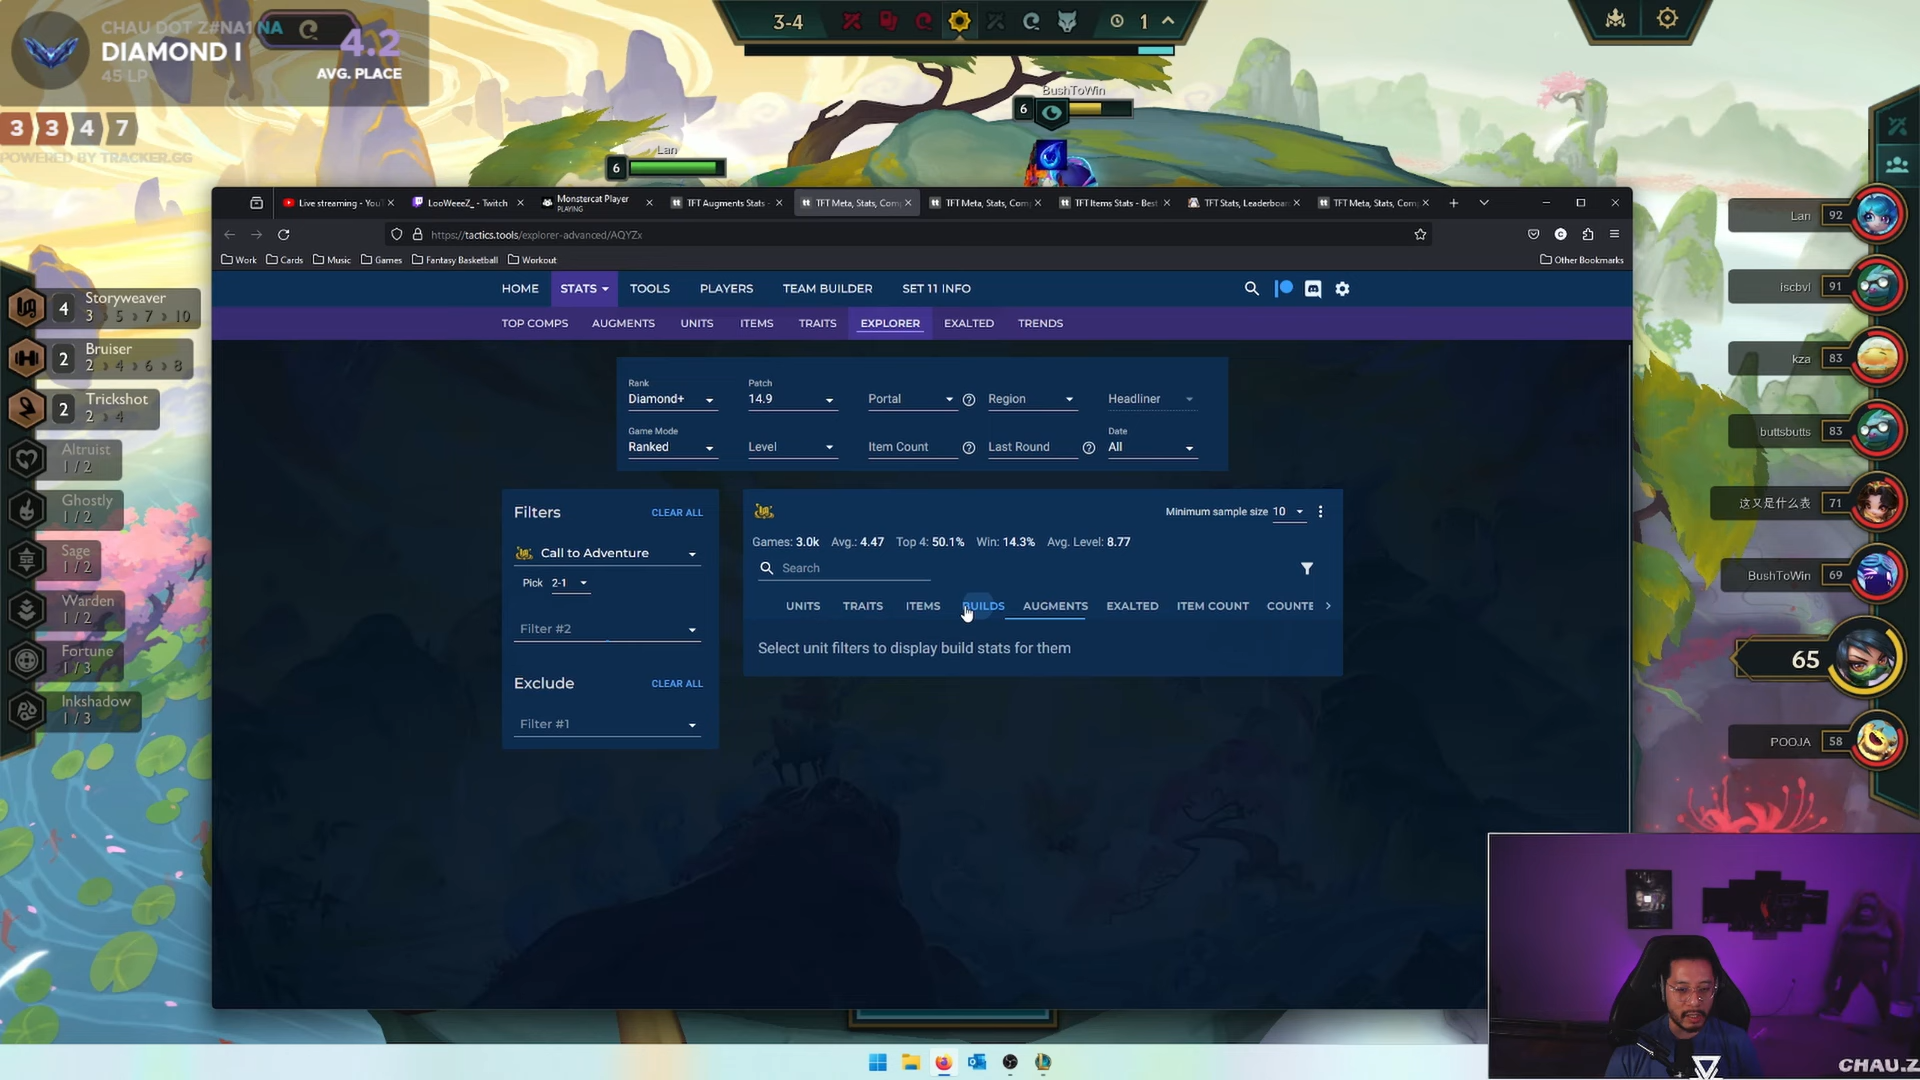 CHAU DOT Z#NA1 NA
DIAMOND I
45 LP
4.2
AVG. PLACE
3 3 4 7
POWERED BY TRACKER.GG
3-4
1
BushToWin
6
Lan
6
Live streaming - YouT
LooWeeeZ_ - Twitch
Monstercat Player
PLAYING
TFT Augments Stats -
TFT Meta, Stats, Com
TFT Meta, Stats, Com
TFT Items Stats - Best
TFT Stats, Leaderboar
TFT Meta, Stats, Com
https://tactics.tools/explorer-advanced/AQYZx
Work
Cards
Music
Games
Fantasy Basketball
Workout
Other Bookmarks
HOME
STATS
TOOLS
PLAYERS
TEAM BUILDER
SET 11 INFO
TOP COMPS
AUGMENTS
UNITS
ITEMS
TRAITS
EXPLORER
EXALTED
TRENDS
Rank
Diamond+
Patch
14.9
Portal
Region
Headliner
Game Mode
Ranked
Level
Item Count
Last Round
Date
All
Filters
CLEAR ALL
Call to Adventure
Pick 2-1
Filter #2
Exclude
CLEAR ALL
Filter #1
Minimum sample size 10
Games: 3.0k Avg.: 4.47 Top 4: 50.1% Win: 14.3% Avg. Level: 8.77
Search
UNITS
TRAITS
ITEMS
BUILDS
AUGMENTS
EXALTED
ITEM COUNT
COUNTE
Select unit filters to display build stats for them
4
Storyweaver
3 > 5 > 7 > 10
2
Bruiser
2 > 4 > 6 > 8
2
Trickshot
2 > 4
Altruist
1 / 2
Ghostly
1 / 2
Sage
1 / 2
Warden
1 / 2
Fortune
1 / 3
Inkshadow
1 / 3
Lan 92
iscbvl 91
kza 83
buttsbutts 83
这又是什么表 71
BushToWin 69
65
POOJA 58
CHAU.Z